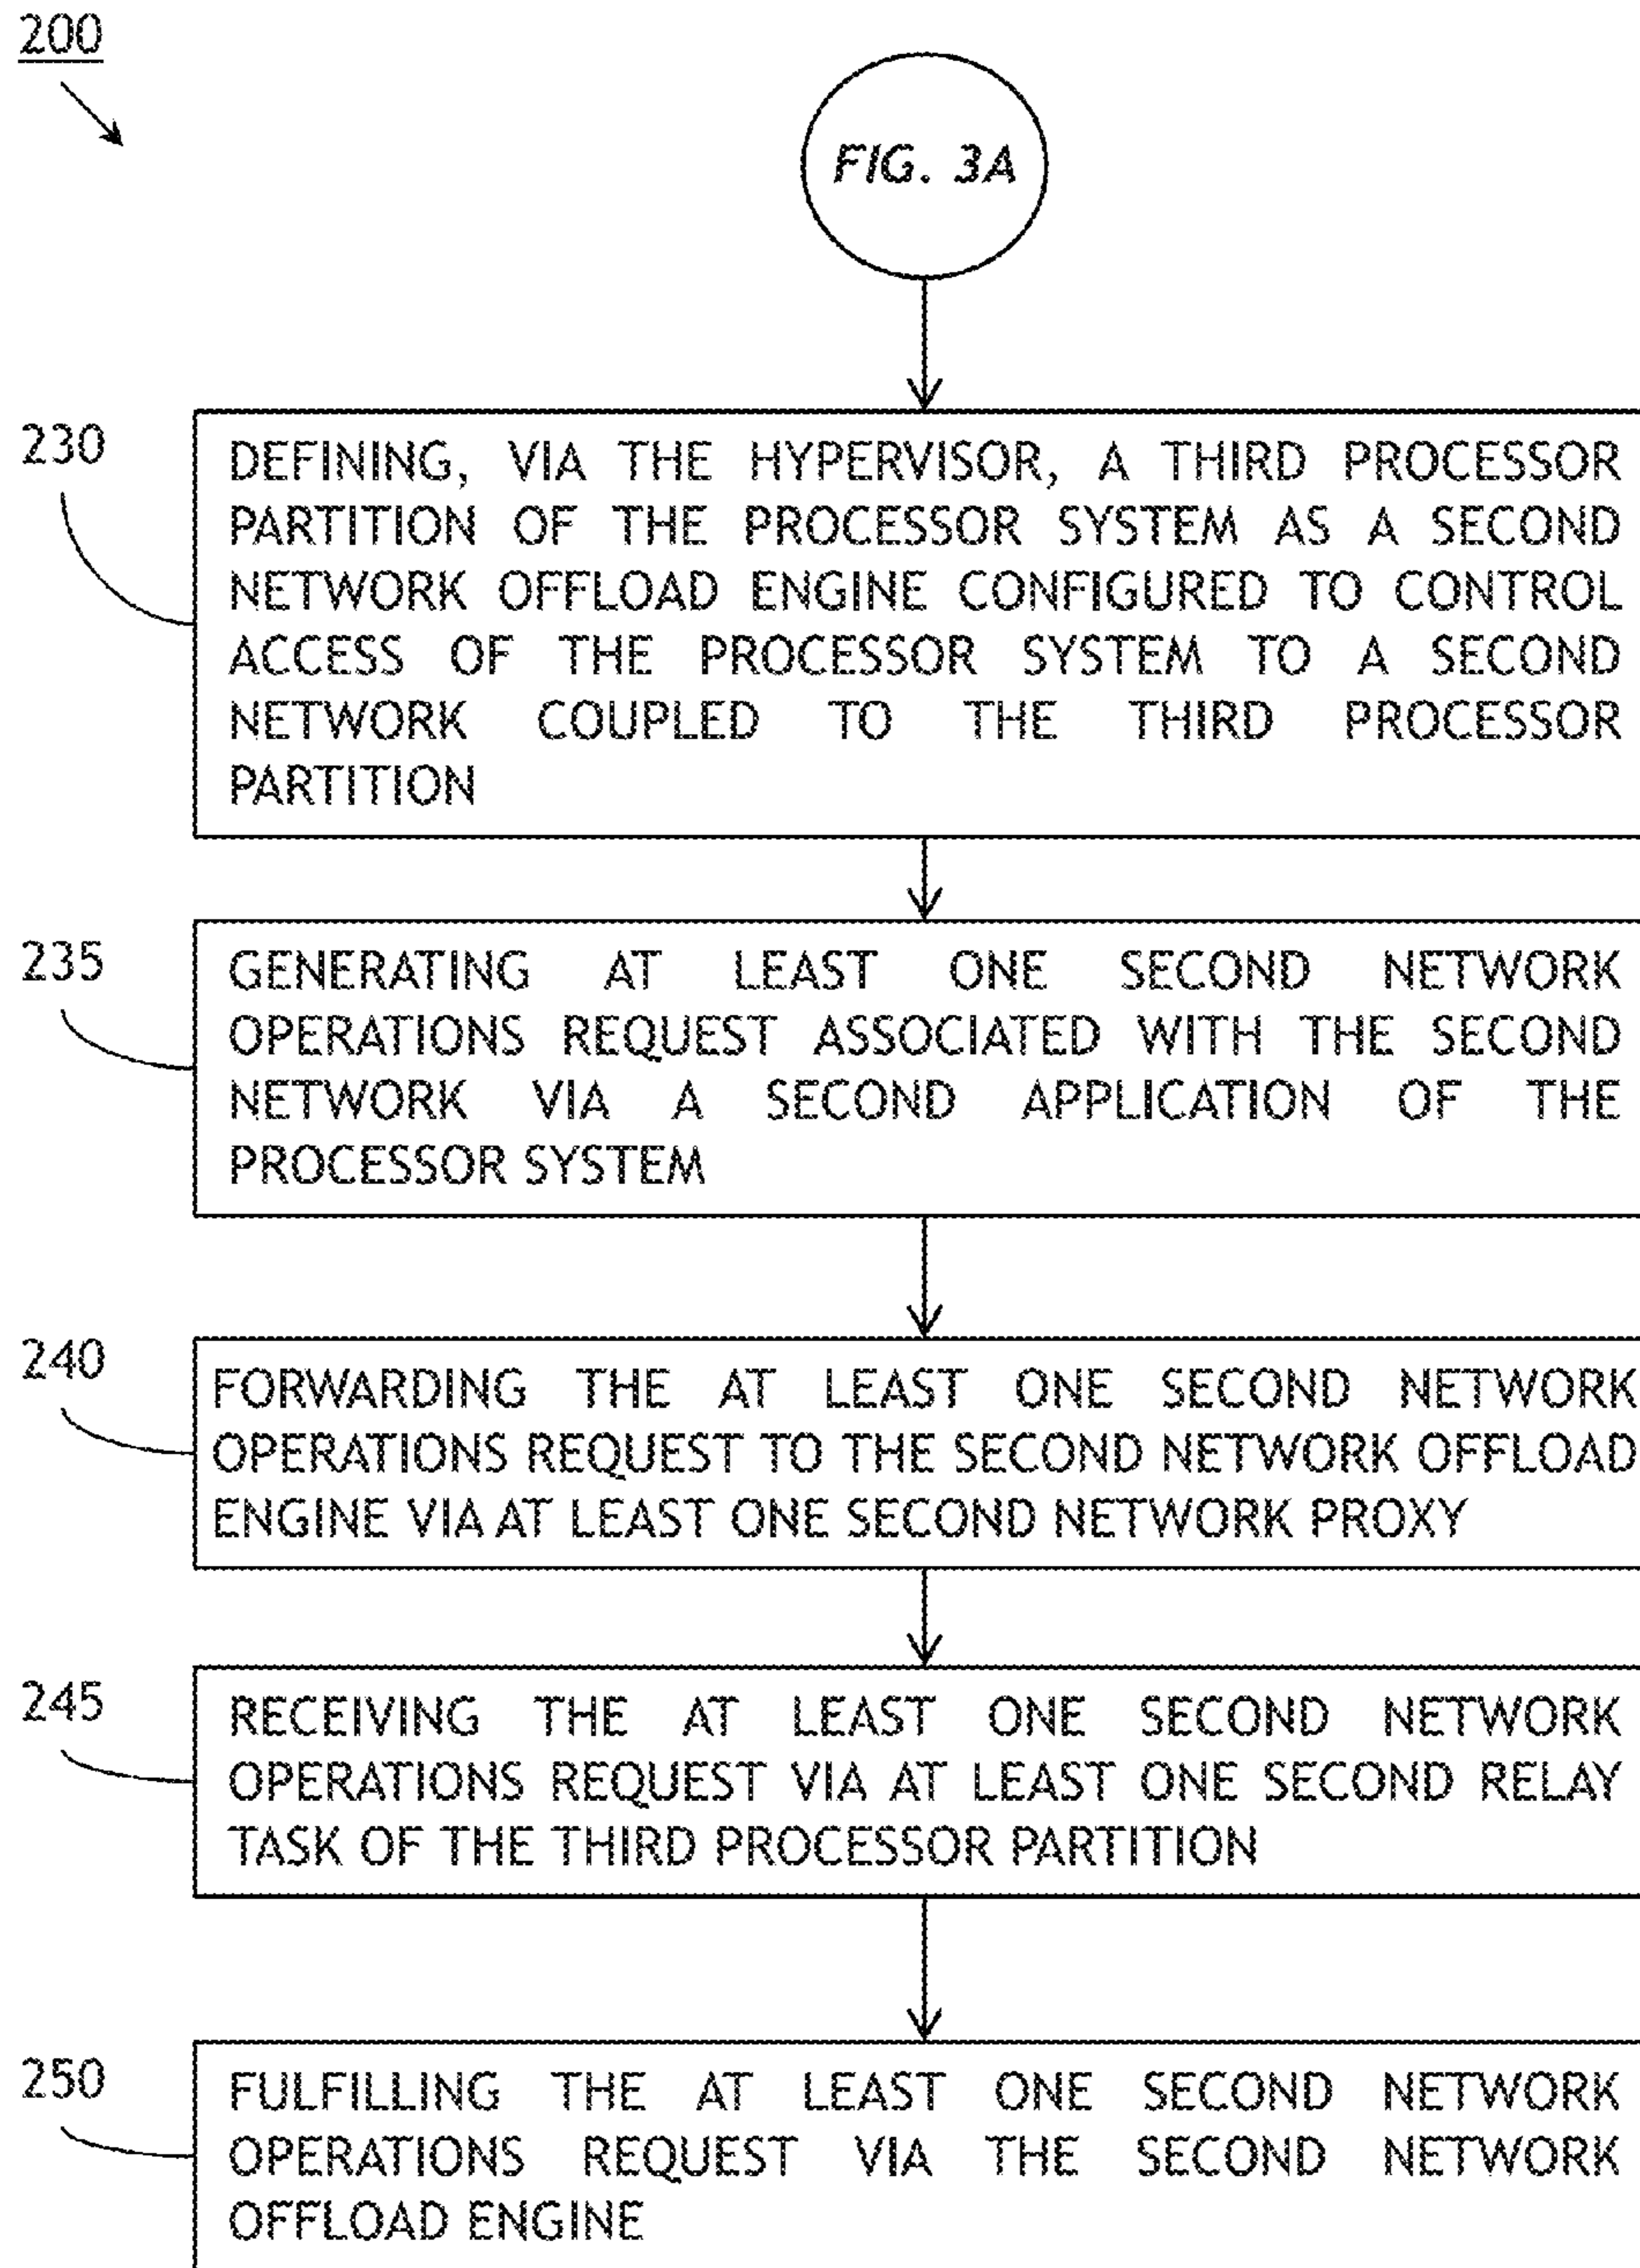 200
FIG. 3A
230
DEFINING, VIA THE HYPERVISOR, A THIRD PROCESSOR
PARTITION OF THE PROCESSOR SYSTEM AS A SECOND
NETWORK OFFLOAD ENGINE CONFIGURED TO CONTROL
ACCESS OF THE PROCESSOR SYSTEM TO A SECOND
NETWORK COUPLED TO THE THIRD PROCESSOR
PARTITION
235
GENERATING AT LEAST ONE SECOND NETWORK
OPERATIONS REQUEST ASSOCIATED WITH THE SECOND
NETWORK VIA A SECOND APPLICATION OF THE
PROCESSOR SYSTEM
240
FORWARDING THE AT LEAST ONE SECOND NETWORK
OPERATIONS REQUEST TO THE SECOND NETWORK OFFLOAD
ENGINE VIA AT LEAST ONE SECOND NETWORK PROXY
245
RECEIVING THE AT LEAST ONE SECOND NETWORK
OPERATIONS REQUEST VIA AT LEAST ONE SECOND RELAY
TASK OF THE THIRD PROCESSOR PARTITION
250
FULFILLING THE AT LEAST ONE SECOND NETWORK
OPERATIONS REQUEST VIA THE SECOND NETWORK
OFFLOAD ENGINE